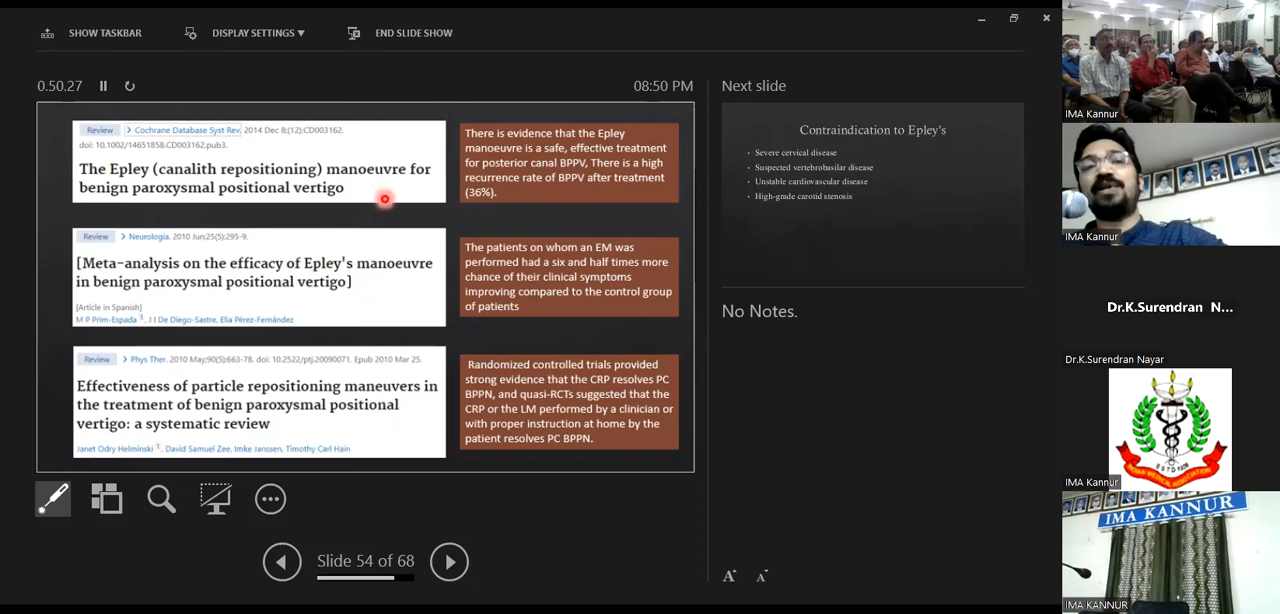 SHOW TASKBAR
DISPLAY SETTINGS ▼
END SLIDE SHOW
0.50.27
08:50 PM
Review
> Cochrane Database Syst Rev. 2014 Dec 8;(12):CD003162.
doi: 10.1002/14651858.CD003162.pub3.
The Epley (canalith repositioning) manoeuvre for
benign paroxysmal positional vertigo
There is evidence that the Epley
manoeuvre is a safe, effective treatment
for posterior canal BPPV, There is a high
recurrence rate of BPPV after treatment
(36%).
Review
> Neurologia. 2010 Jun;25(5):295-9.
[Meta-analysis on the efficacy of Epley's manoeuvre
in benign paroxysmal positional vertigo]
[Article in Spanish]
M P Prim-Espada 1, J I De Diego-Sastre, Elia Pérez-Fernández
The patients on whom an EM was
performed had a six and half times more
chance of their clinical symptoms
improving compared to the control group
of patients
Review
> Phys Ther. 2010 May;90(5):663-78. doi: 10.2522/ptj.20090071. Epub 2010 Mar 25.
Effectiveness of particle repositioning maneuvers in
the treatment of benign paroxysmal positional
vertigo: a systematic review
Janet Odry Helminski 1, David Samuel Zee, Imke Janssen, Timothy Carl Hain
Randomized controlled trials provided
strong evidence that the CRP resolves PC
BPPN, and quasi-RCTs suggested that the
CRP or the LM performed by a clinician or
with proper instruction at home by the
patient resolves PC BPPN.
Slide 54 of 68
Next slide
Contraindication to Epley's
• Severe cervical disease
• Suspected vertebrobasilar disease
• Unstable cardiovascular disease
• High-grade carotid stenosis
No Notes.
A A
IMA Kannur
IMA Kannur
Dr.K.Surendran N...
Dr.K.Surendran Nayar
INDIAN MEDICAL ASSOCIATION
ESTD 1928
IMA Kannur
IMA KANNUR
IMA KANNUR